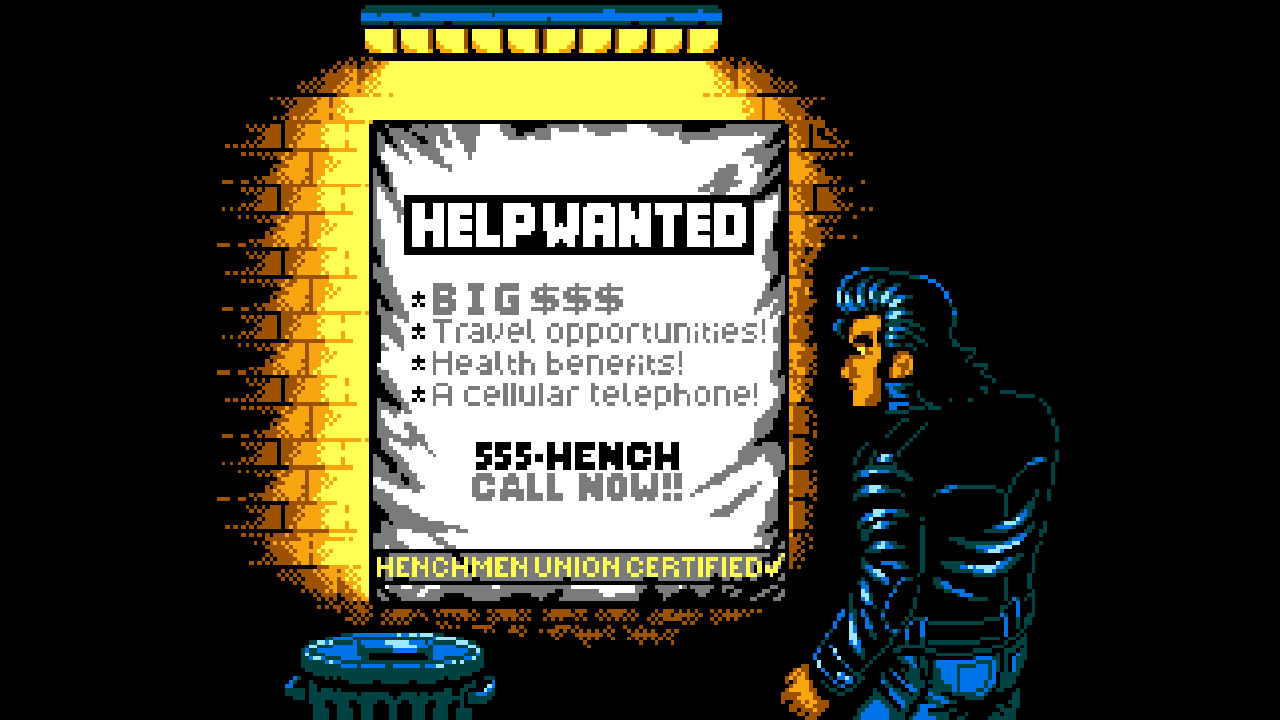 HELP WANTED
*BIG $$$
*Travel opportunities!
*Health benefits!
*A cellular telephone!
555-HENCH
CALL NOW!!
HENCHMEN UNION CERTIFIED✓